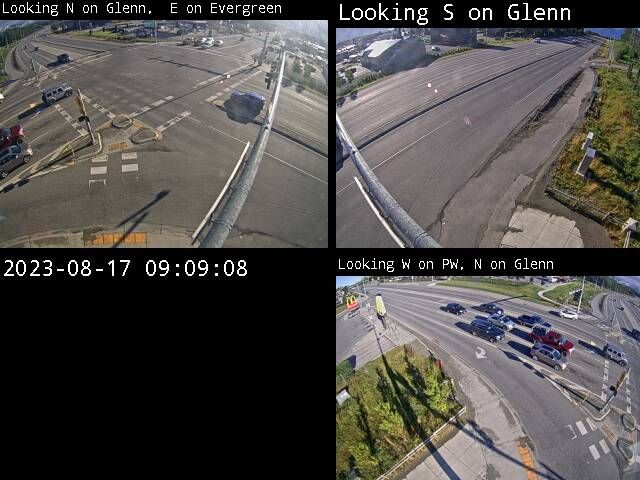 Looking N on Glenn,  E on Evergreen
Looking S on Glenn
2023-08-17 09:09:08
Looking W on PW, N on Glenn